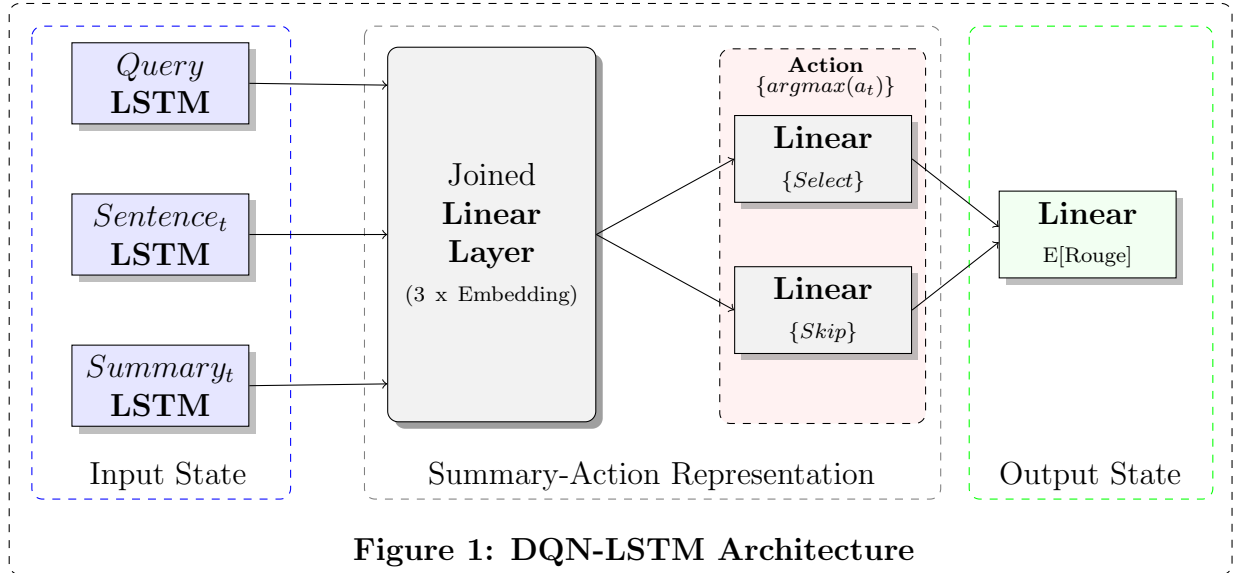 Query
LSTM
Sentence_t
LSTM
Summary_t
LSTM
Input State
Joined
Linear
Layer
(3 x Embedding)
Action
{argmax(a_t)}
Linear
{Select}
Linear
{Skip}
Summary-Action Representation
Linear
E[Rouge]
Output State
Figure 1: DQN-LSTM Architecture